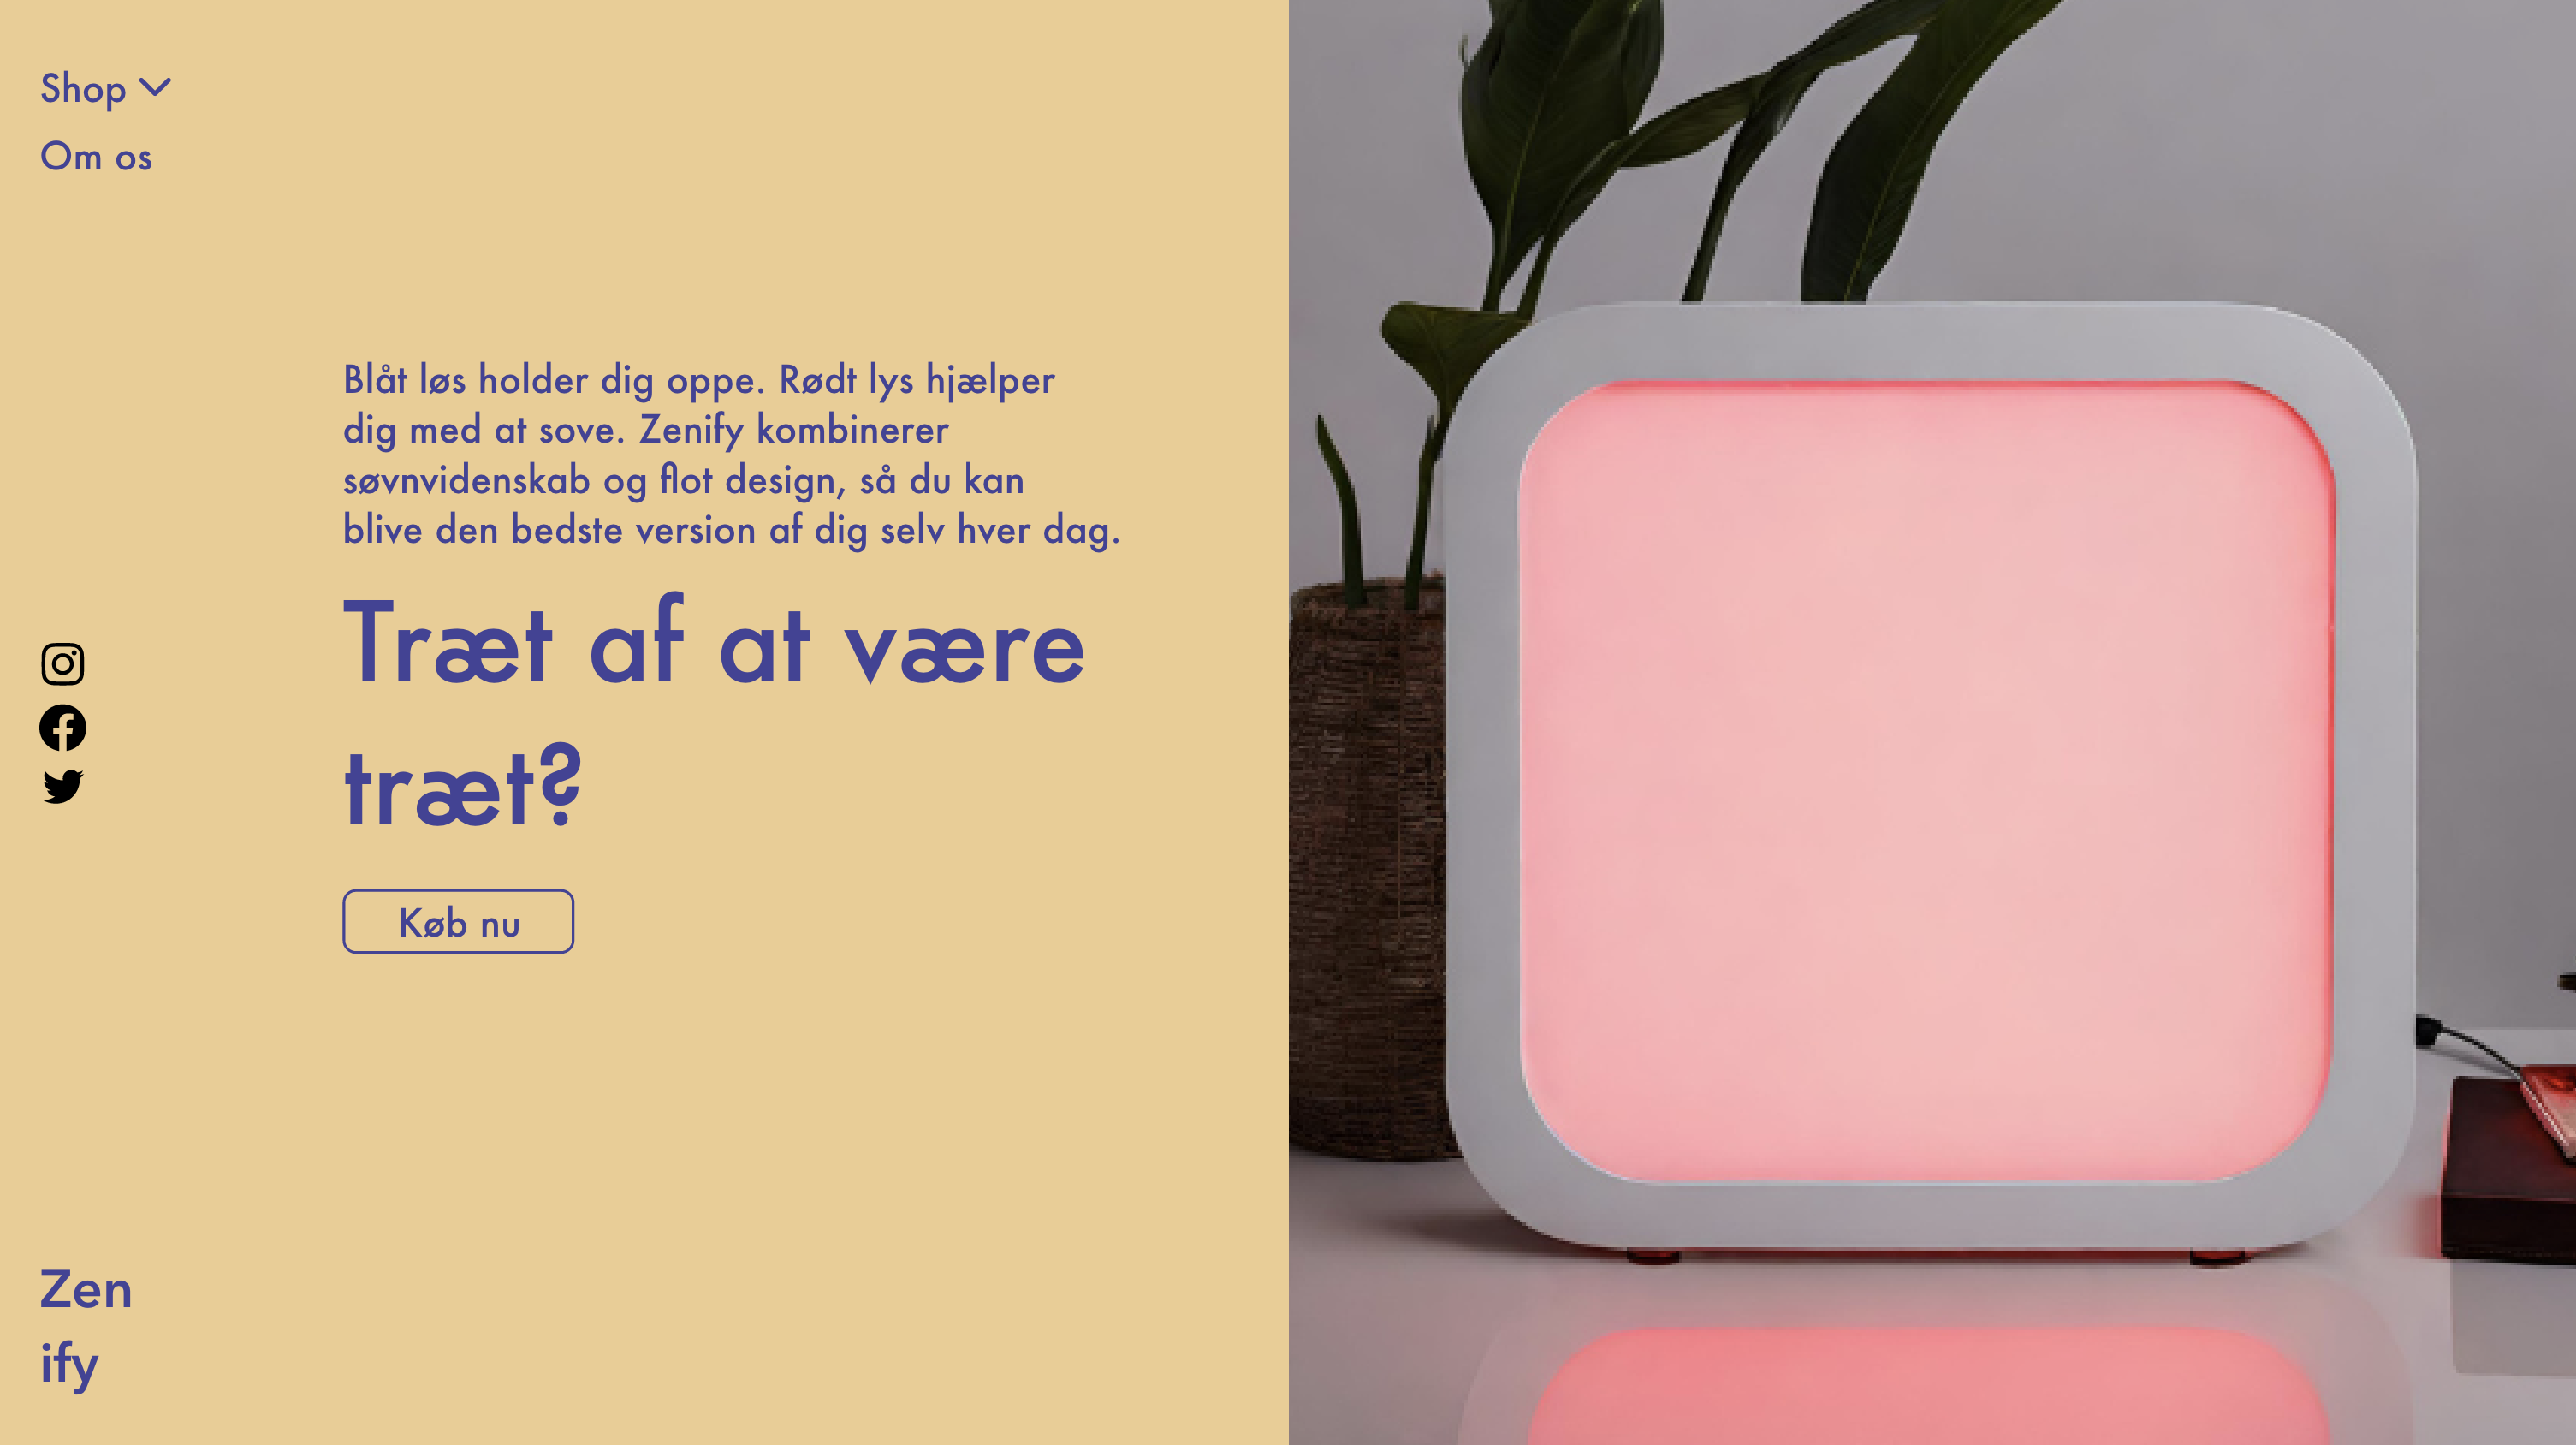 Shop
Om os
Blåt løs holder dig oppe. Rødt lys hjælper
dig med at sove. Zenify kombinerer
søvnvidenskab og flot design, så du kan
blive den bedste version af dig selv hver dag.
Træt af at være
træt?
Køb nu
Zen
ify